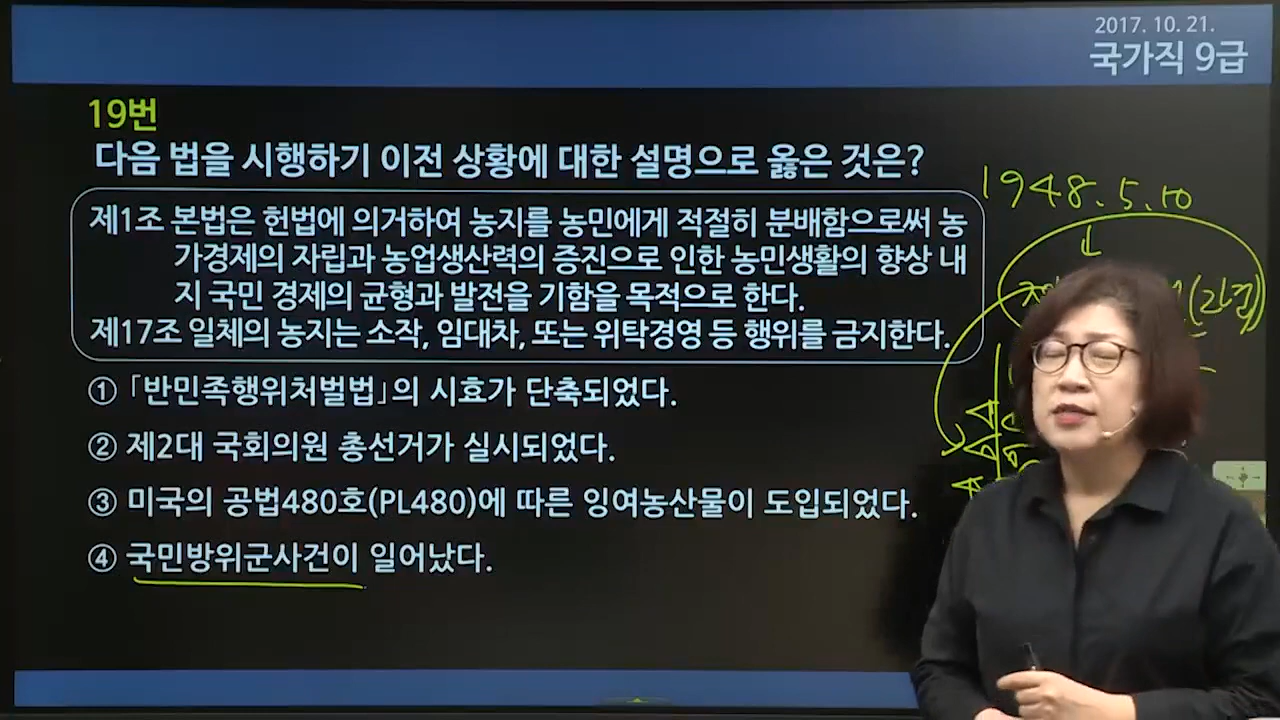 2017. 10. 21.
국가직 9급
19번
다음 법을 시행하기 이전 상황에 대한 설명으로 옳은 것은?
제1조 본법은 헌법에 의거하여 농지를 농민에게 적절히 분배함으로써 농
가경제의 자립과 농업생산력의 증진으로 인한 농민생활의 향상 내
지 국민 경제의 균형과 발전을 기함을 목적으로 한다.
제17조 일체의 농지는 소작, 임대차, 또는 위탁경영 등 행위를 금지한다.
① ｢반민족행위처벌법｣의 시효가 단축되었다.
② 제2대 국회의원 총선거가 실시되었다.
③ 미국의 공법480호(PL480)에 따른 잉여농산물이 도입되었다.
④ 국민방위군사건이 일어났다.
1948.5.10
(간접)